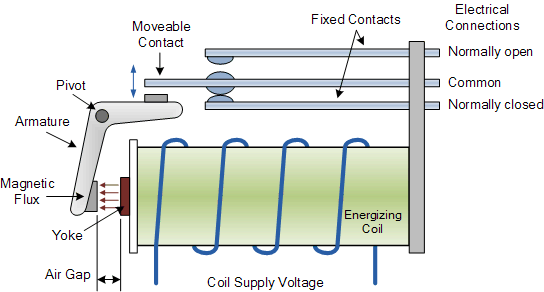 Moveable
Contact
Fixed Contacts
Electrical
Connections
Normally open
Common
Normally closed
Pivot
Armature
Magnetic
Flux
Yoke
Air Gap
Energizing
Coil
Coil Supply Voltage